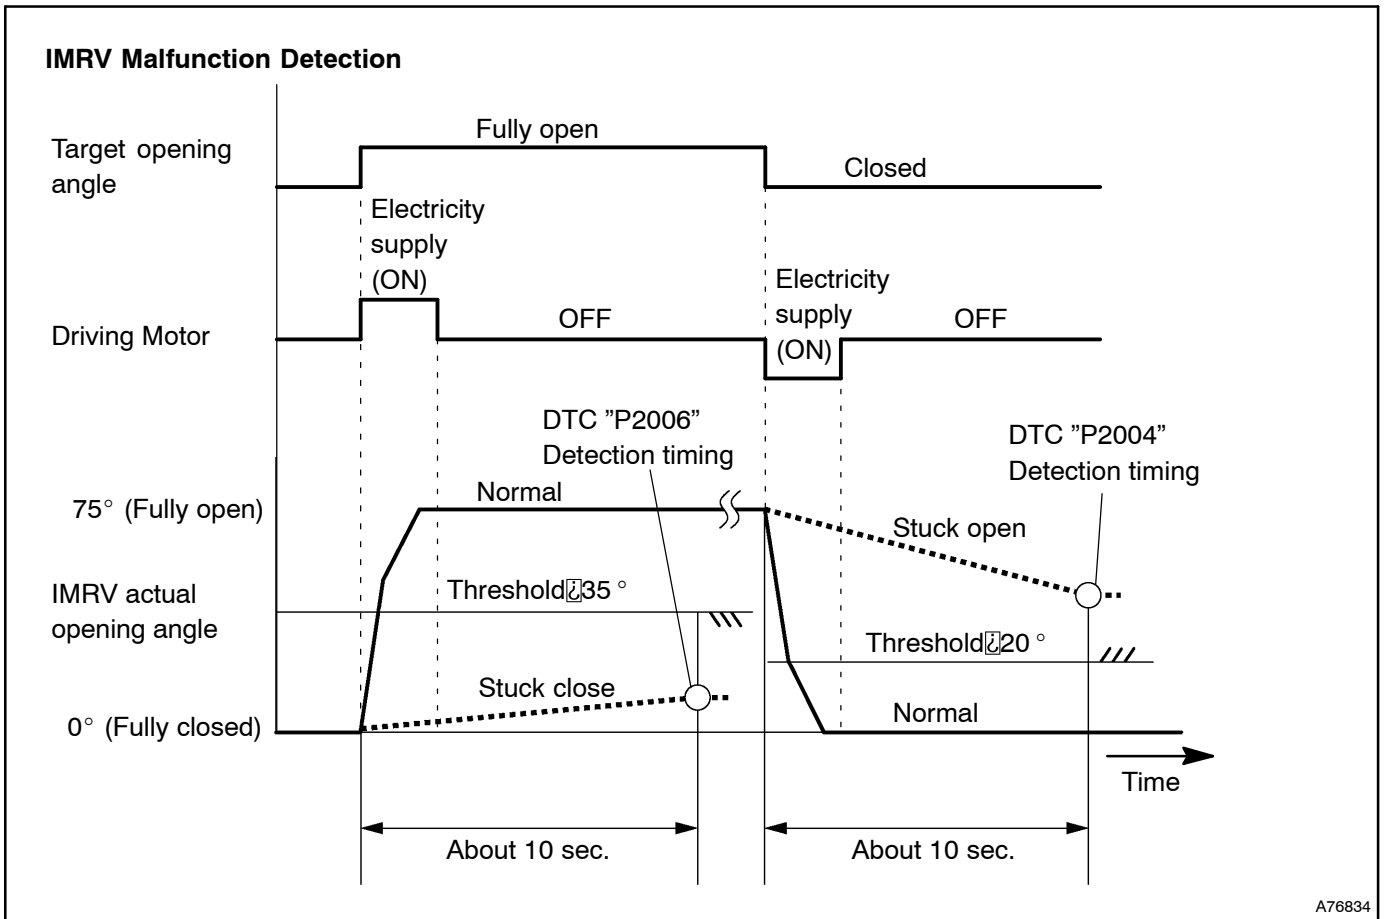 IMRV Malfunction Detection
Fully open
Target opening
angle
Closed
Electricity
supply
(ON)
Electricity
supply
(ON)
Driving Motor
OFF
OFF
DTC ”P2006”
Detection timing
DTC ”P2004”
Detection timing
75° (Fully open)
Normal
Stuck open
IMRV actual
opening angle
Threshold¿35 °
Threshold¿20 °
Stuck close
0° (Fully closed)
Normal
Time
About 10 sec.
About 10 sec.
A76834